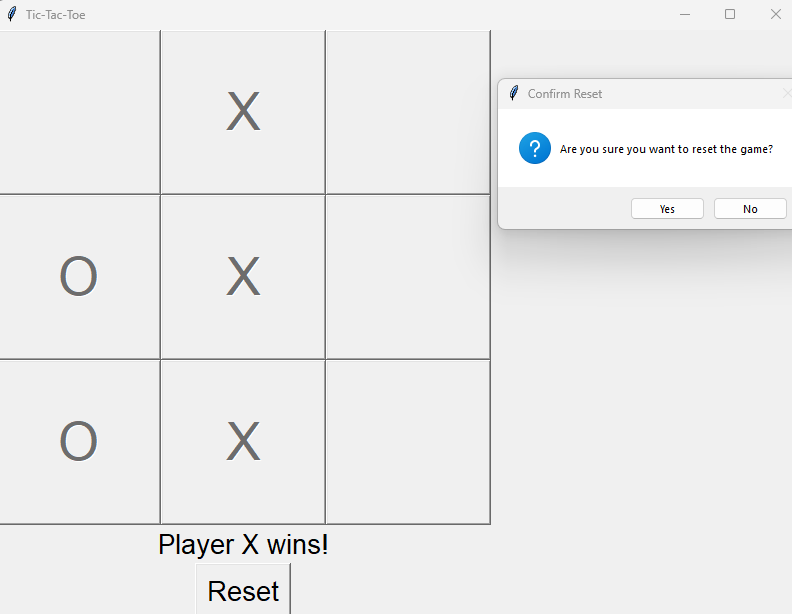 Tic-Tac-Toe
X
Confirm Reset
Are you sure you want to reset the game?
Yes No
O X
O X
Player X wins!
Reset